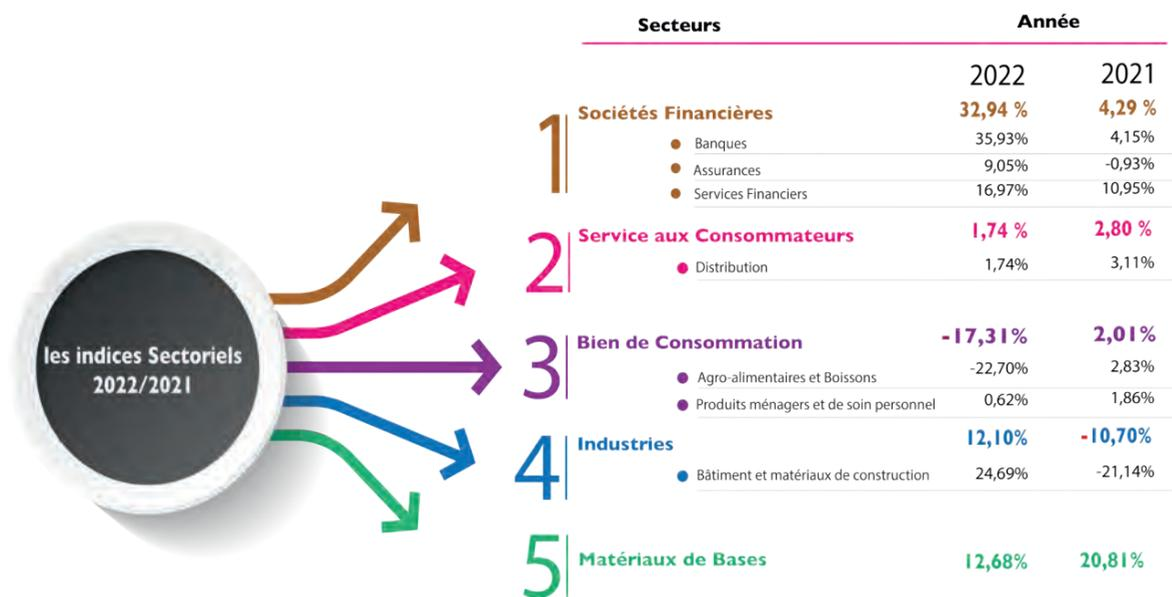 Secteurs Année
2022 2021
les indices Sectoriels
2022/2021
1 Sociétés Financières 32,94 % 4,29 %
Banques 35,93% 4,15%
Assurances 9,05% -0,93%
Services Financiers 16,97% 10,95%
2 Service aux Consommateurs 1,74 % 2,80 %
Distribution 1,74% 3,11%
3 Bien de Consommation -17,31% 2,01%
Agro-alimentaires et Boissons -22,70% 2,83%
Produits ménagers et de soin personnel 0,62% 1,86%
4 Industries 12,10% -10,70%
Bâtiment et matériaux de construction 24,69% -21,14%
5 Matériaux de Bases 12,68% 20,81%